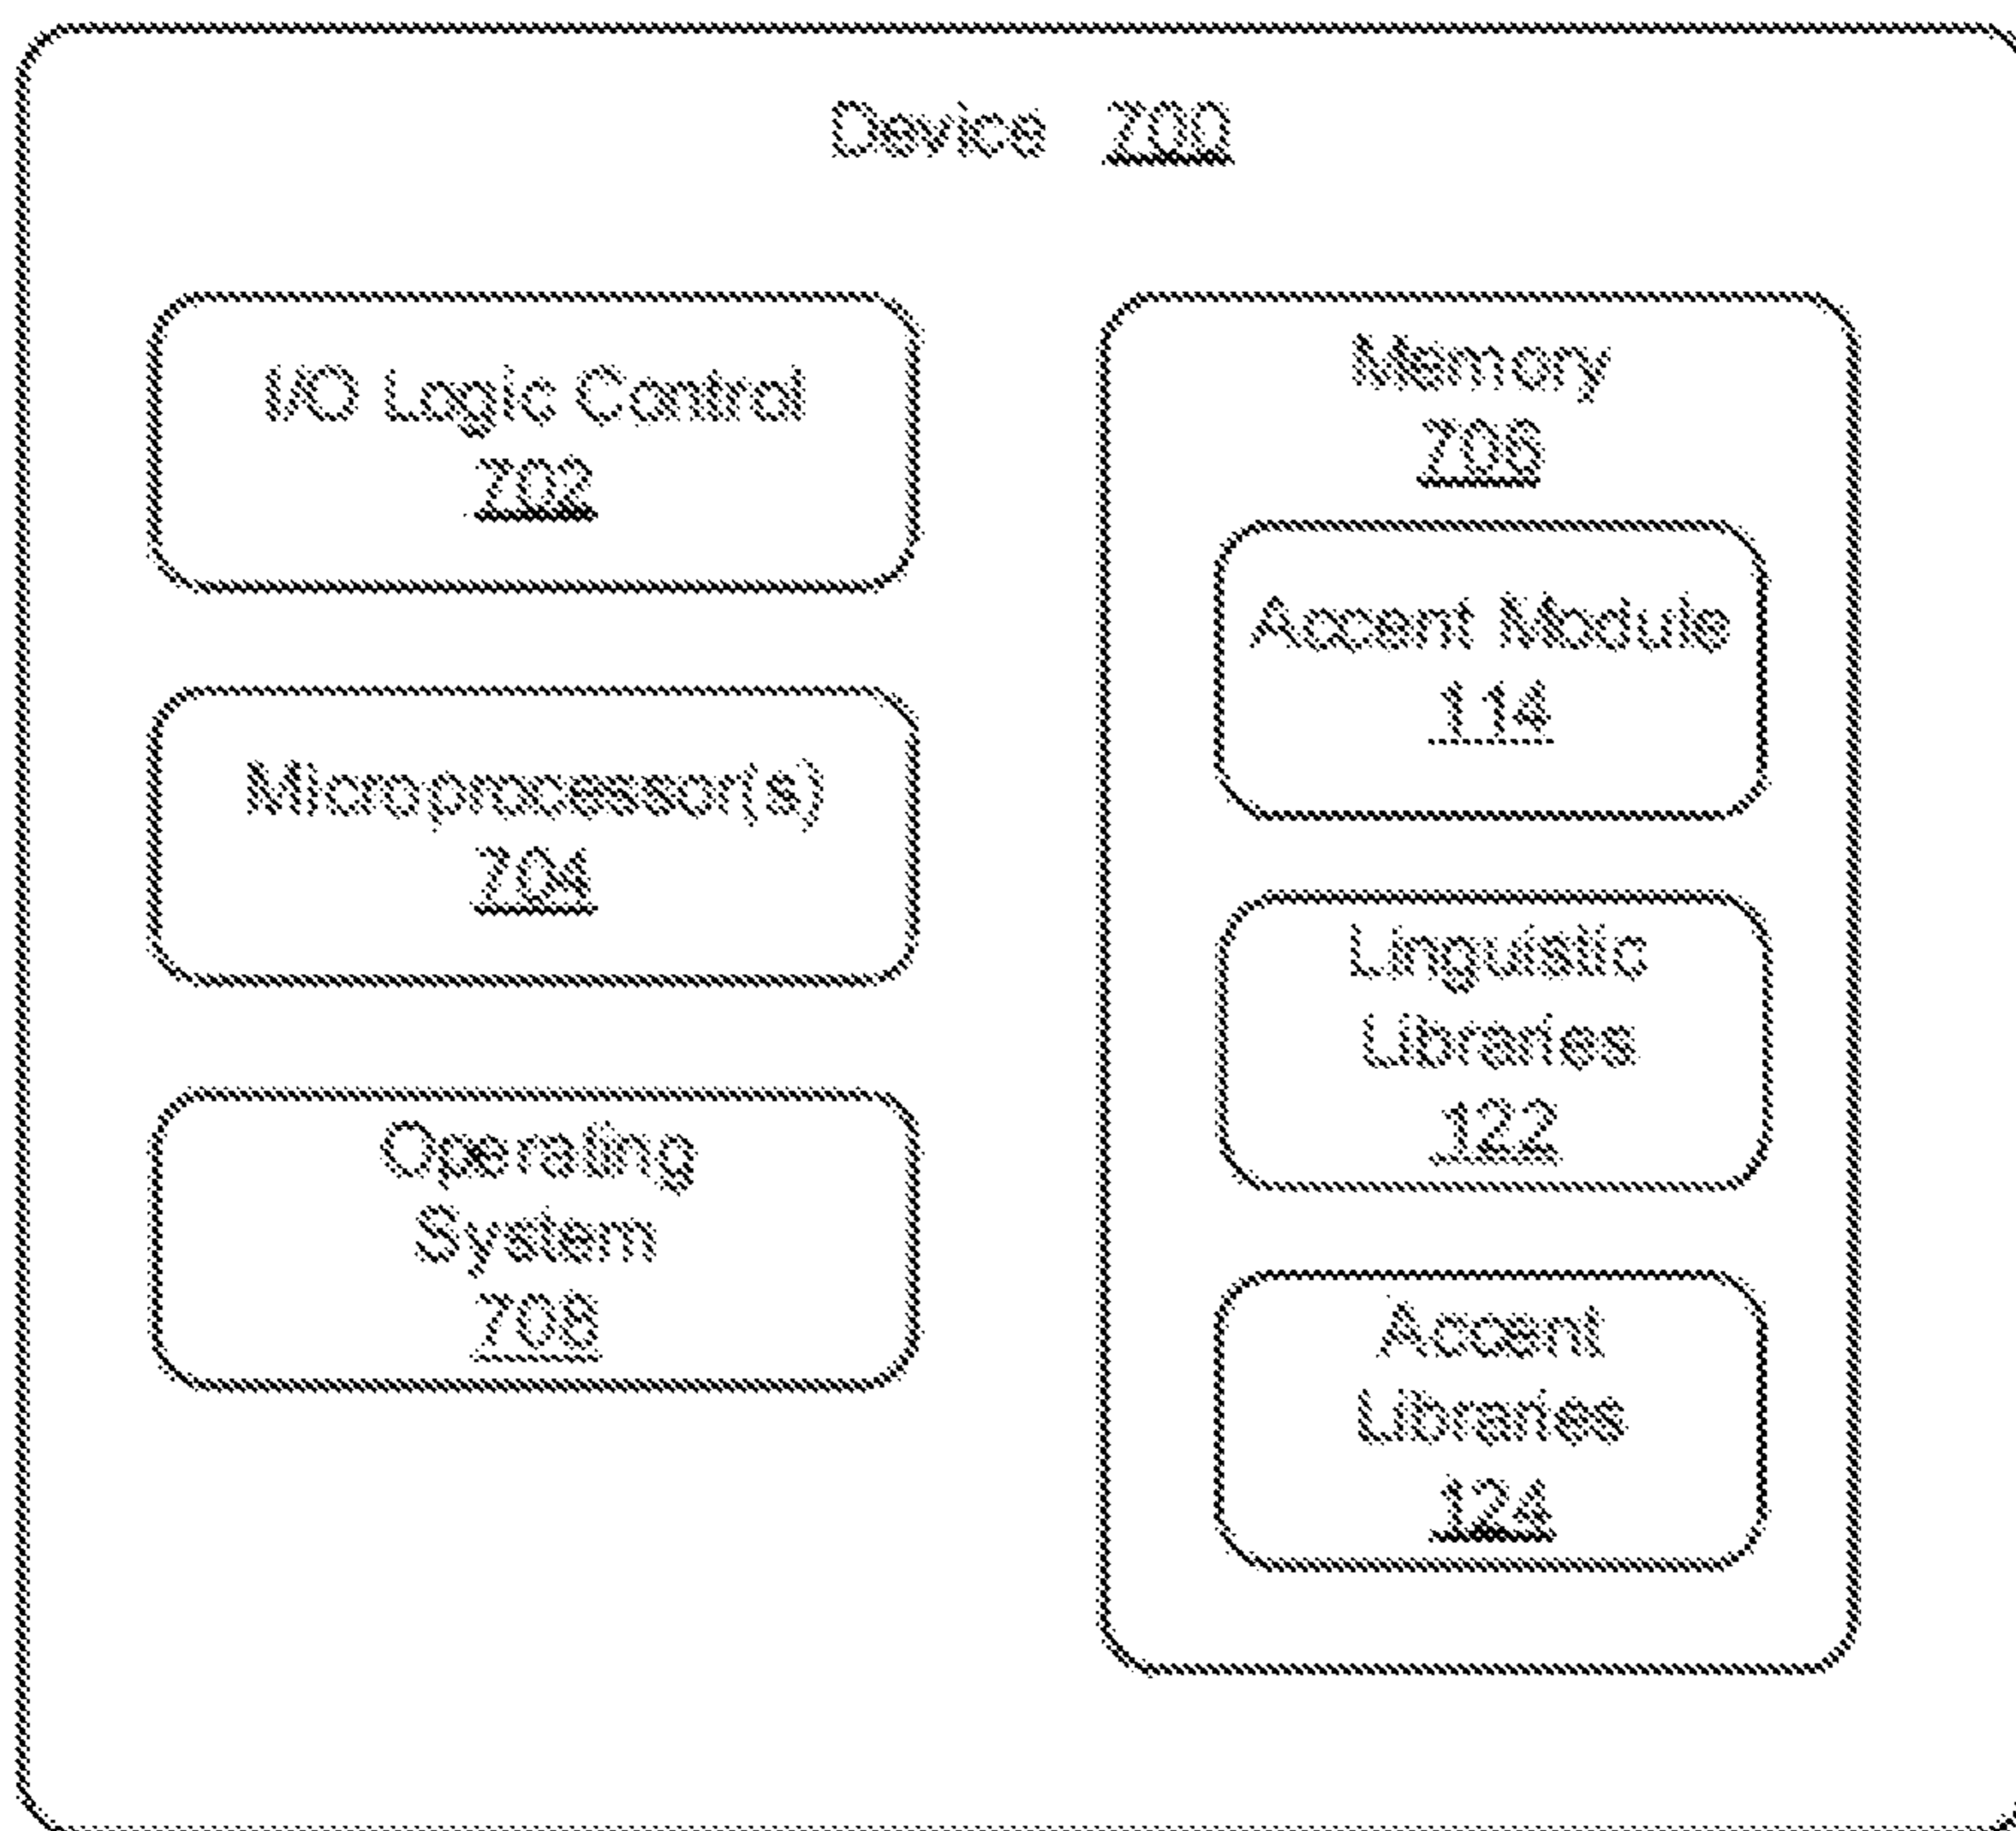 Device 700
I/O Logic Control
702
Microprocessor(s)
704
Operating
System
708
Memory
706
Accent Module
114
Linguistic
Libraries
122
Accent
Libraries
124